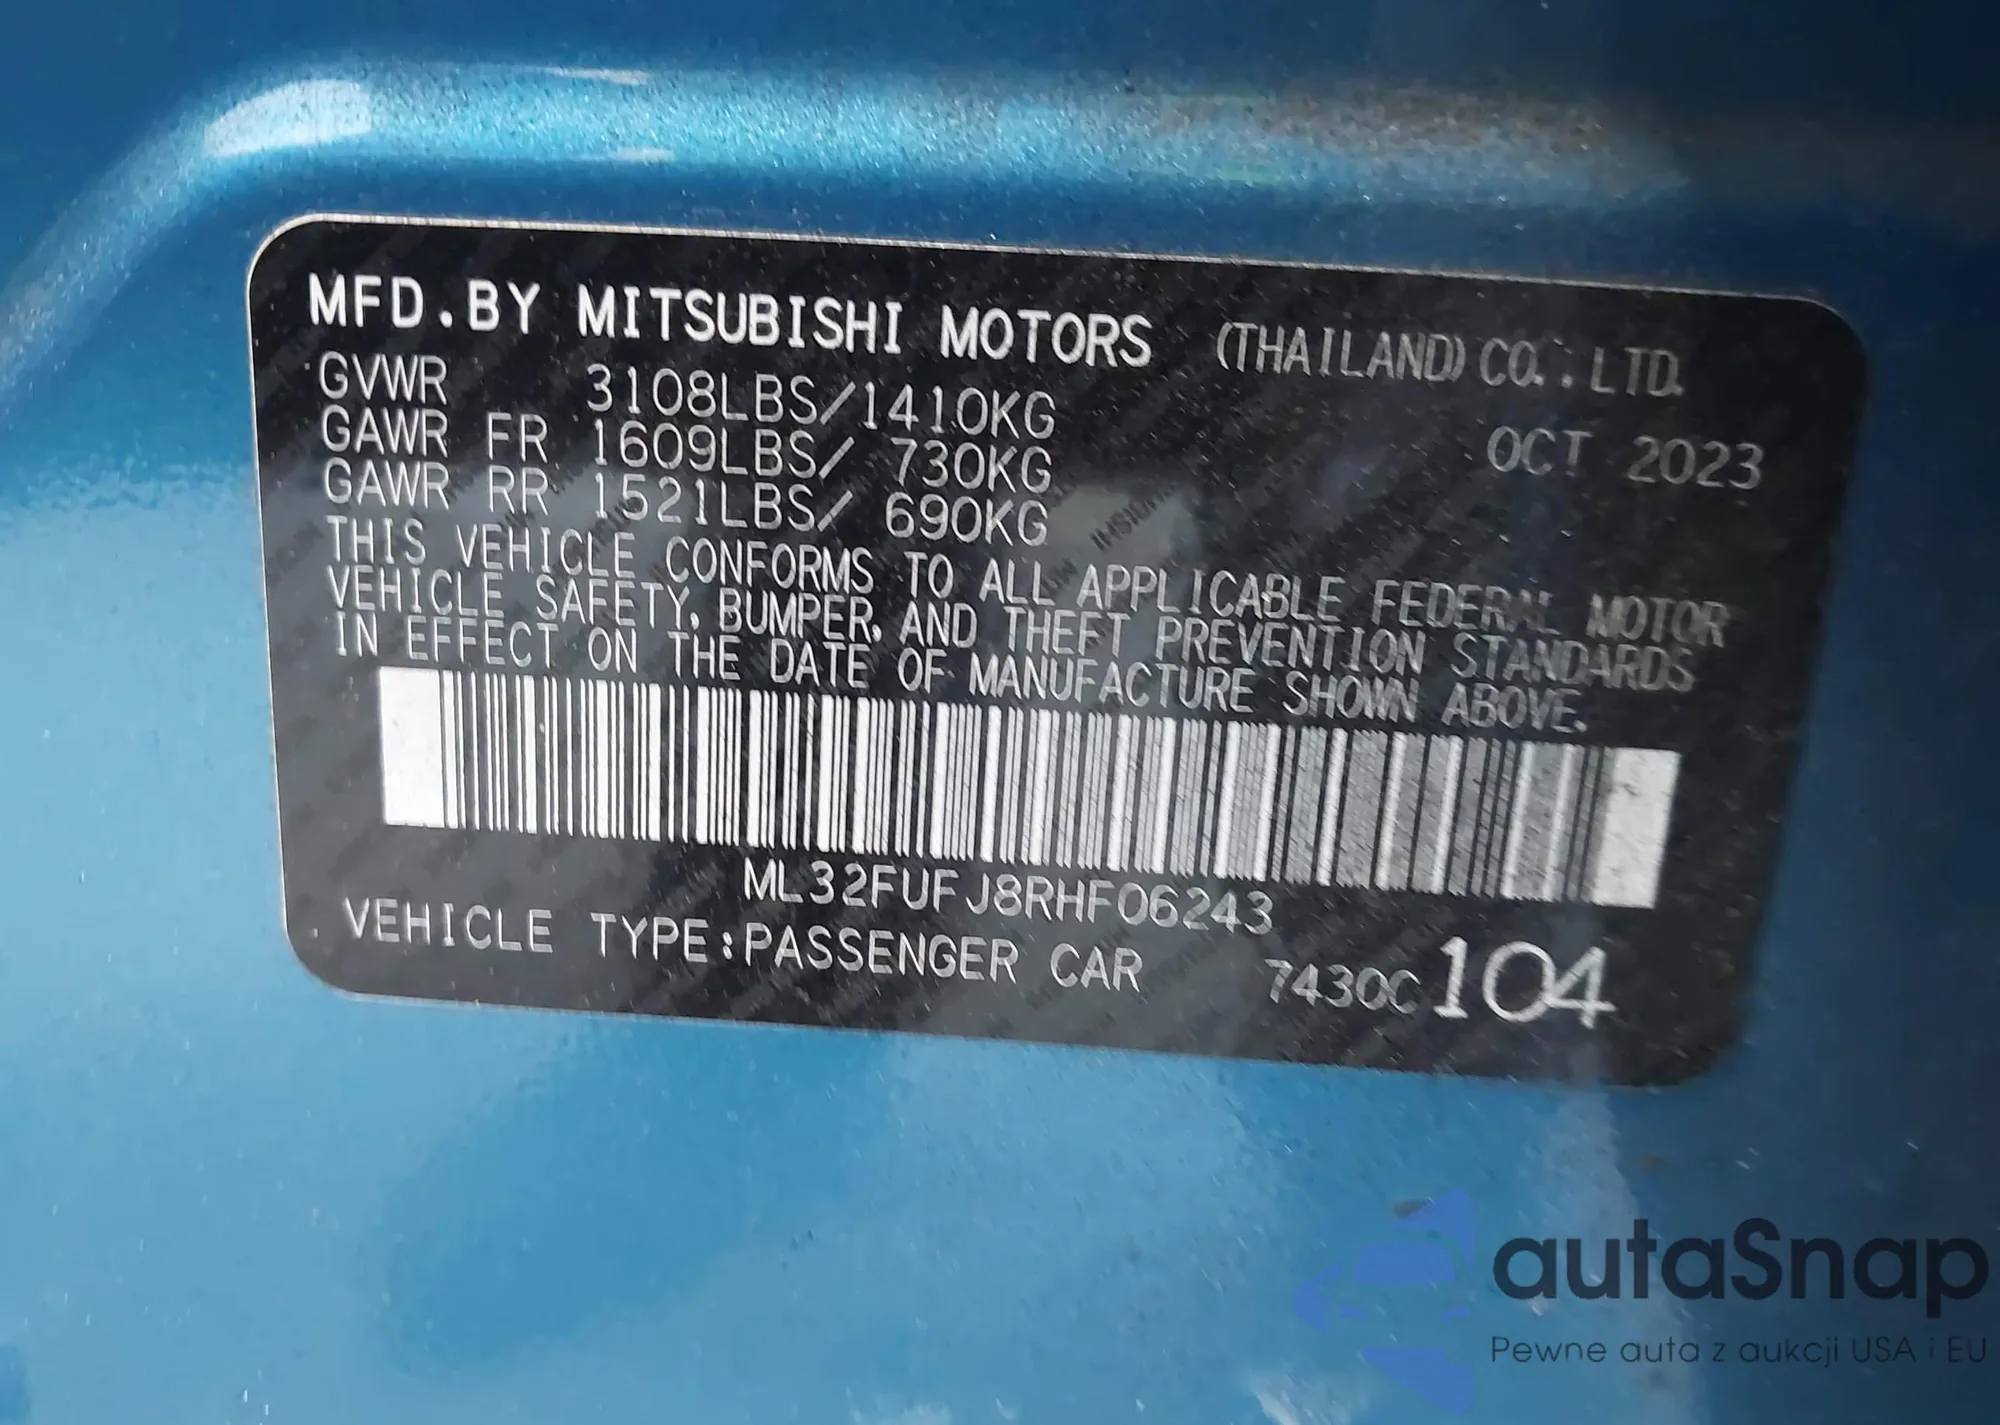 MFD.BY MITSUBISHI MOTORS (THAILAND) CO.,LTD.
GVWR 3108LBS/1410KG
OCT 2023
GAWR FR 1609LBS/ 730KG
GAWR RR 1521LBS/ 690KG
THIS VEHICLE CONFORMS TO ALL APPLICABLE FEDERAL MOTOR
VEHICLE SAFETY, BUMPER, AND THEFT PREVENTION STANDARDS
IN EFFECT ON THE DATE OF MANUFACTURE SHOWN ABOVE.
ML32FUFJ8RHF06243
VEHICLE TYPE:PASSENGER CAR 7430C 104
autaSnap
Pewne auta z aukcji USA i EU